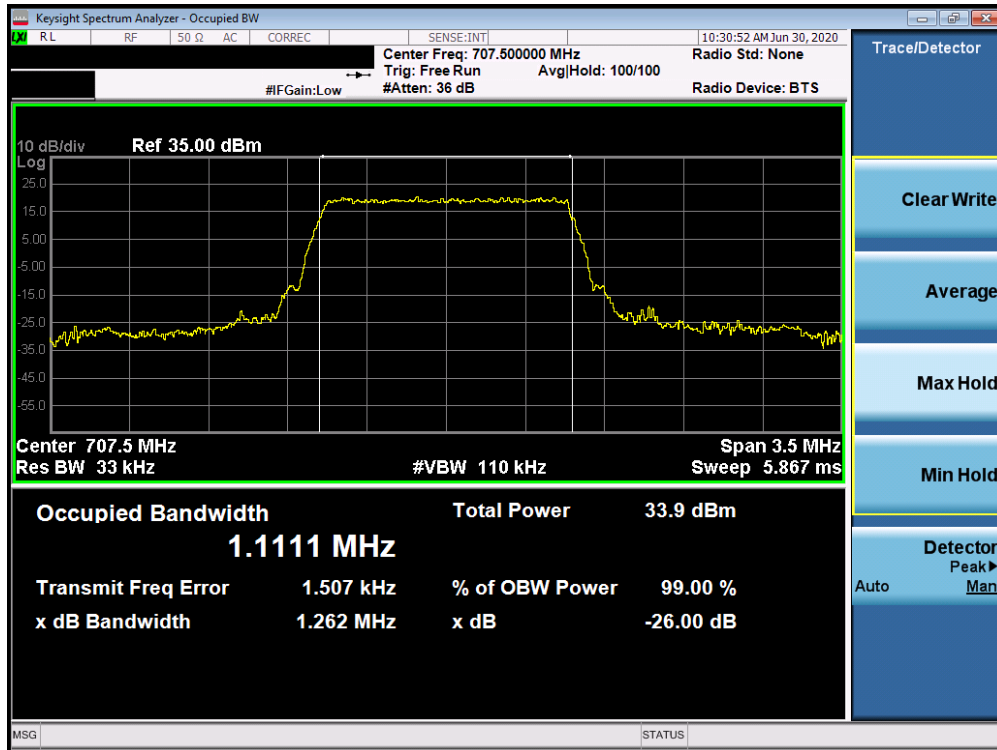 Keysight Spectrum Analyzer - Occupied BW
LXI RL RF 50 Ω AC CORREC SENSE:INT 10:30:52 AM Jun 30, 2020
Center Freq: 707.500000 MHz Radio Std: None
Trig: Free Run Avg|Hold: 100/100
#IFGain:Low #Atten: 36 dB Radio Device: BTS
Trace/Detector
10 dB/div Ref 35.00 dBm
Log
25.0
15.0
5.00
-5.00
-15.0
-25.0
-35.0
-45.0
-55.0
Center 707.5 MHz Span 3.5 MHz
Res BW 33 kHz #VBW 110 kHz Sweep 5.867 ms
Occupied Bandwidth Total Power 33.9 dBm
1.1111 MHz
Transmit Freq Error 1.507 kHz % of OBW Power 99.00 %
x dB Bandwidth 1.262 MHz x dB -26.00 dB
Clear Write
Average
Max Hold
Min Hold
Detector
Peak▶
Auto Man
MSG STATUS